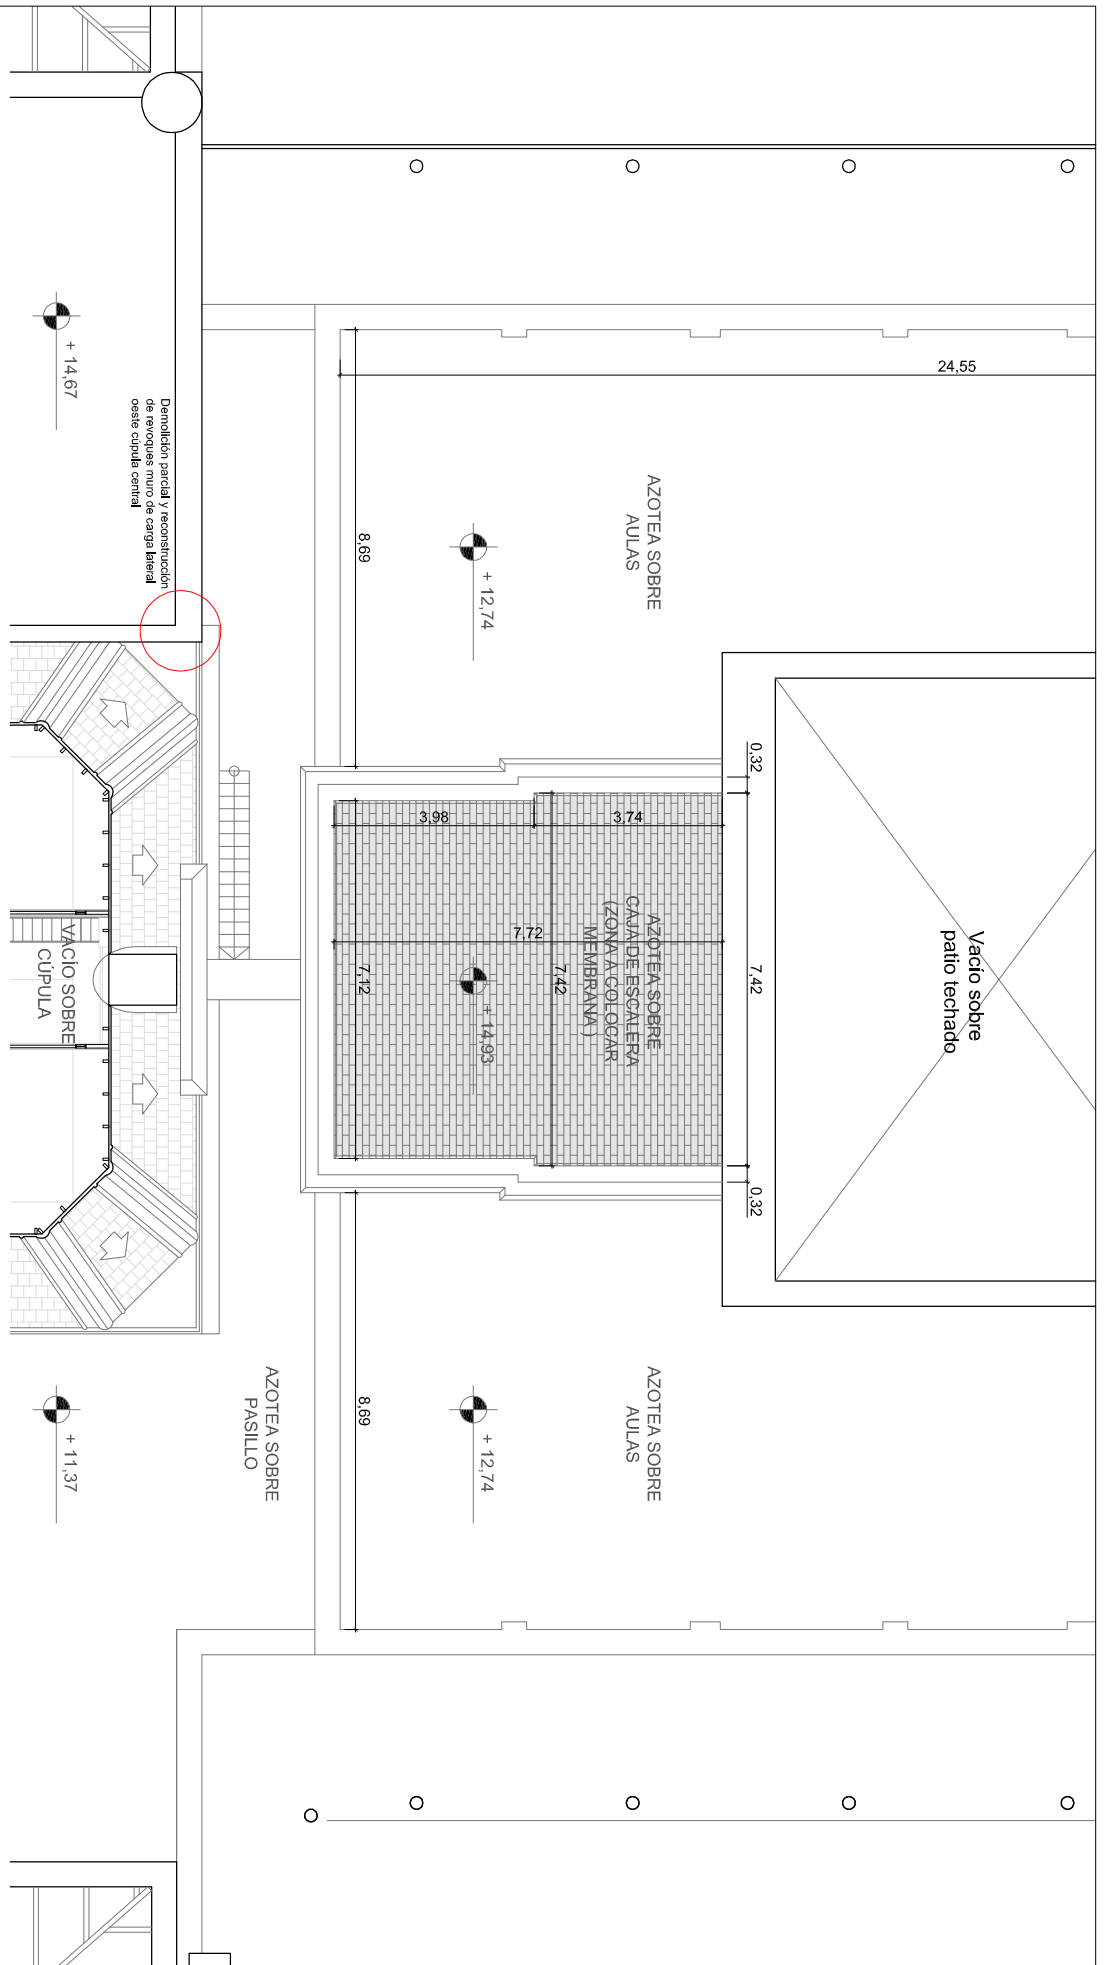 24,55
AZOTEA SOBRE
AULAS
+ 14,67
Demolición parcial y reconstrucción
de revoques muro de carga lateral
oeste cúpula central
8,69
+ 12,74
0,32
3,98
3,74
7,42
Vacío sobre
patio techado
AZOTEA SOBRE
CAJA DE ESCALERA
(ZONA A COLOCAR
MEMBRANA )
7,72
7,42
7,12
+ 14,93
VACÍO SOBRE
CÚPULA
0,32
AZOTEA SOBRE
AULAS
AZOTEA SOBRE
PASILLO
8,69
+ 12,74
+ 11,37